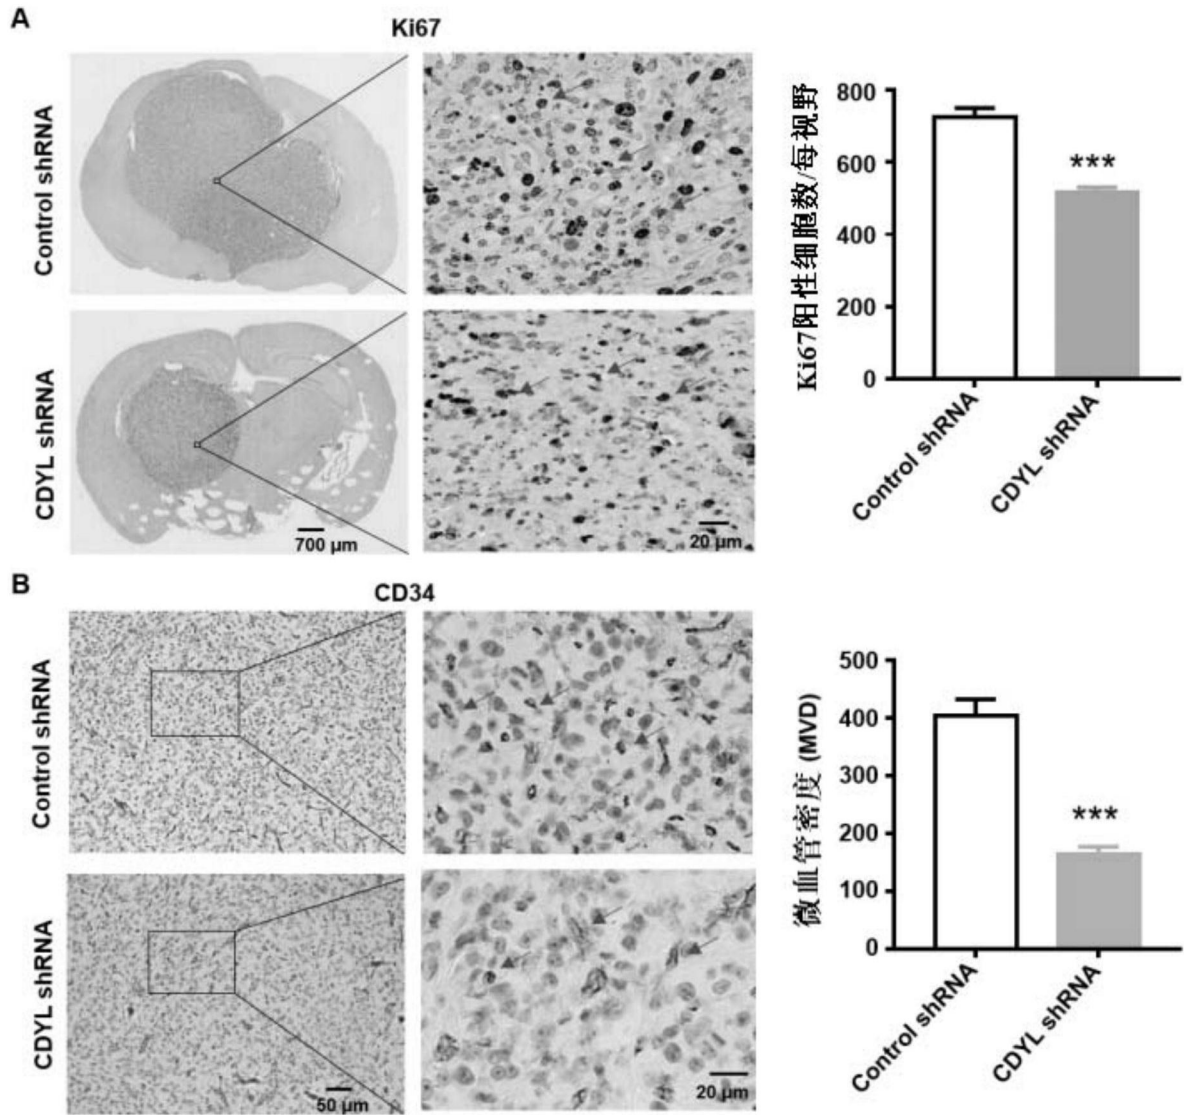 A
Ki67
Control shRNA
CDYL shRNA
700 µm
20 µm
Ki67阳性细胞数/每视野
800
600
400
200
0
***
Control shRNA
CDYL shRNA
B
CD34
Control shRNA
CDYL shRNA
50 µm
20 µm
微血管密度 (MVD)
500
400
300
200
100
0
***
Control shRNA
CDYL shRNA